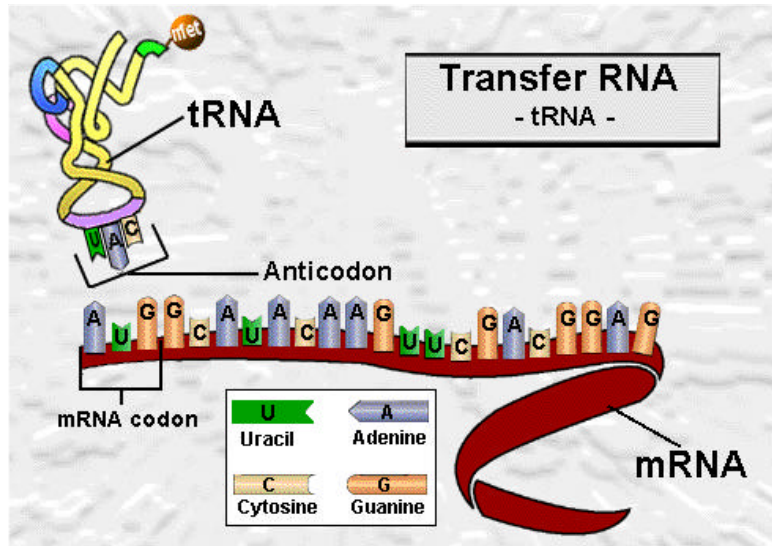 met
Transfer RNA
- tRNA -
tRNA
U A C
Anticodon
A U G G C A U A C A A G U U C G A C G G A G
mRNA codon
U A
Uracil Adenine
C G
Cytosine Guanine
mRNA